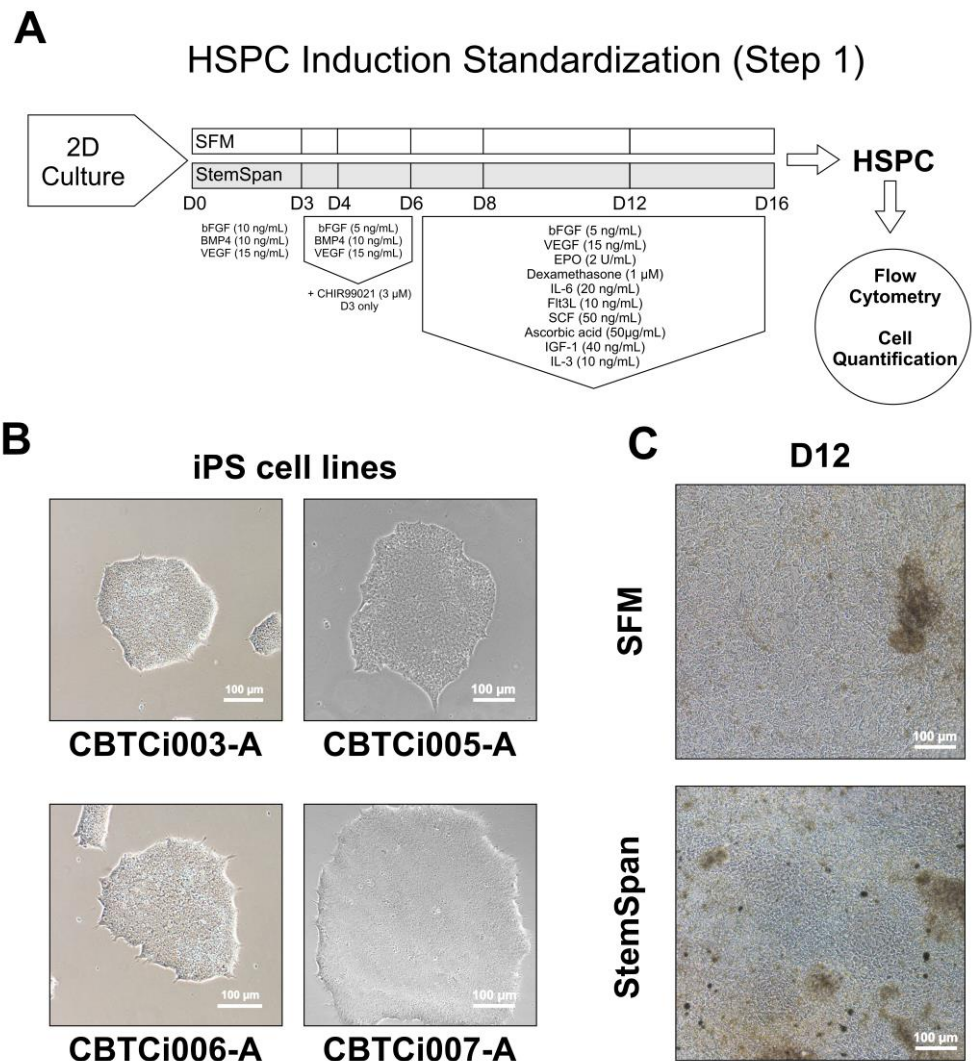 A
HSPC Induction Standardization (Step 1)
2D
Culture
SFM
StemSpan
D0
D3
D4
D6
D8
D12
D16
bFGF (10 ng/mL)
BMP4 (10 ng/mL)
VEGF (15 ng/mL)
bFGF (5 ng/mL)
BMP4 (10 ng/mL)
VEGF (15 ng/mL)
+ CHIR99021 (3 µM)
D3 only
bFGF (5 ng/mL)
VEGF (15 ng/mL)
EPO (2 U/mL)
Dexamethasone (1 µM)
IL-6 (20 ng/mL)
Flt3L (10 ng/mL)
SCF (50 ng/mL)
Ascorbic acid (50µg/mL)
IGF-1 (40 ng/mL)
IL-3 (10 ng/mL)
HSPC
Flow
Cytometry
Cell
Quantification
B
iPS cell lines
100 µm
CBTCi003-A
100 µm
CBTCi005-A
100 µm
CBTCi006-A
100 µm
CBTCi007-A
C
D12
SFM
100 µm
StemSpan
100 µm